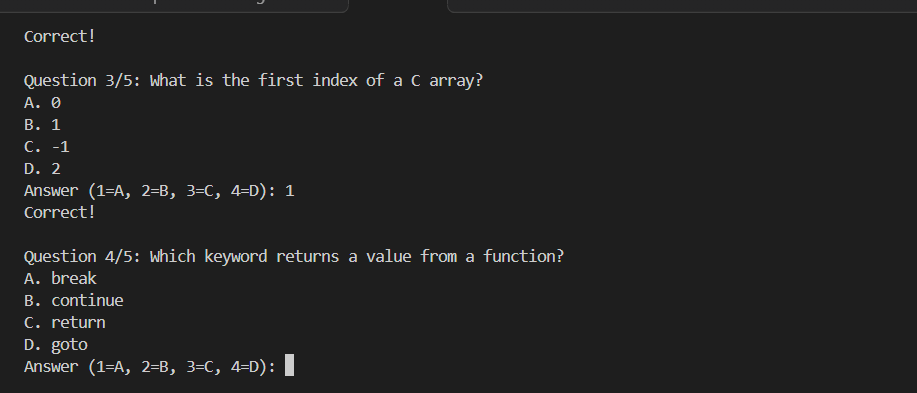 Correct!
Question 3/5: What is the first index of a C array?
A. 0
B. 1
C. -1
D. 2
Answer (1=A, 2=B, 3=C, 4=D): 1
Correct!
Question 4/5: Which keyword returns a value from a function?
A. break
B. continue
C. return
D. goto
Answer (1=A, 2=B, 3=C, 4=D):